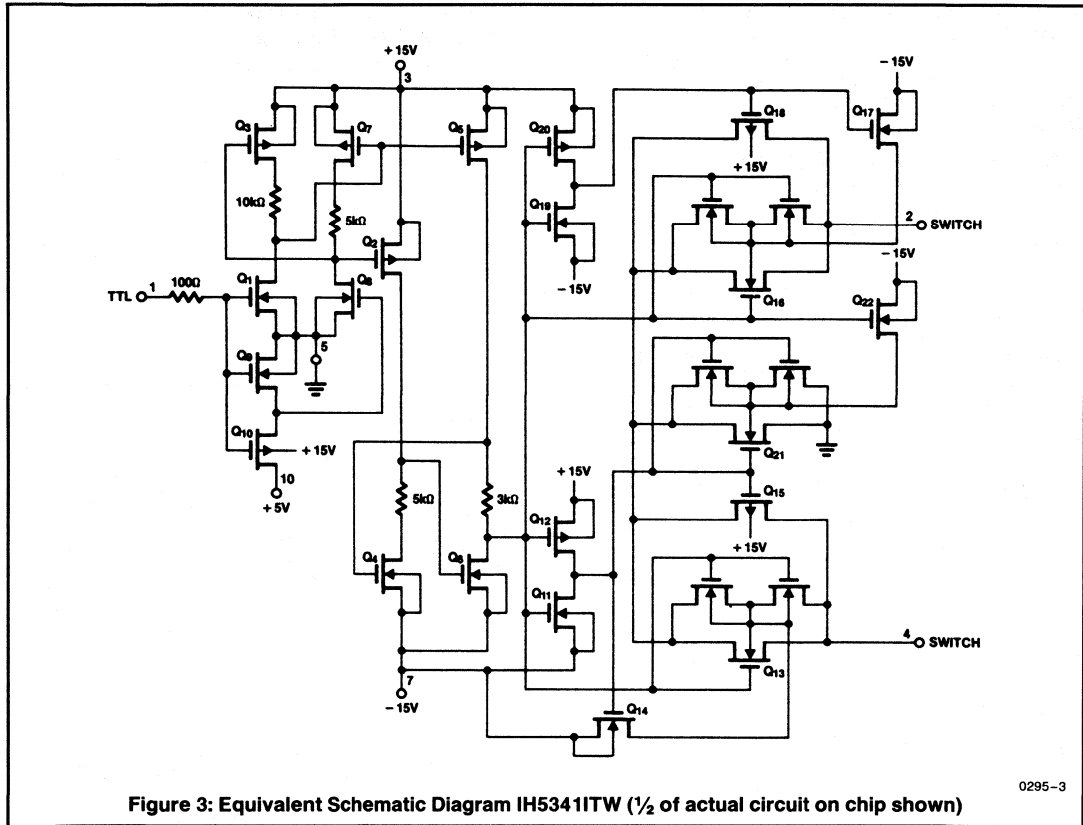 + 15V
3
– 15V
Q3
Q7
Q5
Q20
Q18
Q17
+ 15V
10kΩ
5kΩ
Q2
Q19
2
SWITCH
TTL
1
100Ω
Q1
Q8
– 15V
– 15V
Q16
Q22
5
Q9
Q10
+ 15V
Q21
10
+ 5V
+ 15V
Q15
5kΩ
3kΩ
Q12
+ 15V
Q4
Q6
Q11
4
SWITCH
Q13
7
– 15V
Q14
0295–3
Figure 3: Equivalent Schematic Diagram IH5341ITW (½ of actual circuit on chip shown)